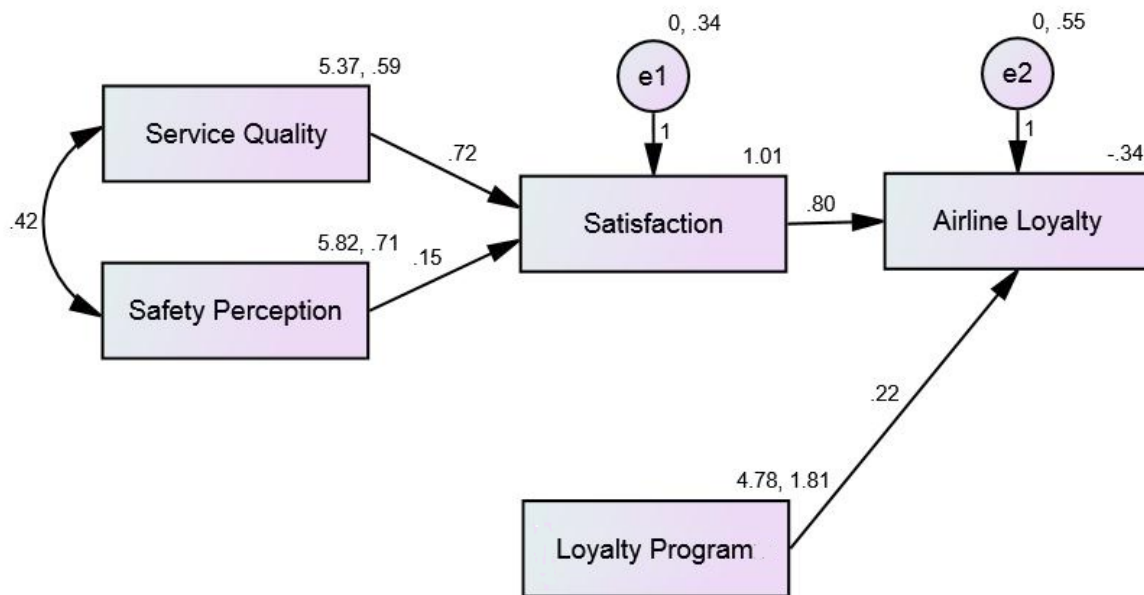 0, .34
0, .55
5.37, .59
e1
e2
Service Quality
1
1
.72
1.01
-.34
.42
Satisfaction
.80
Airline Loyalty
5.82, .71
.15
Safety Perception
.22
4.78, 1.81
Loyalty Program